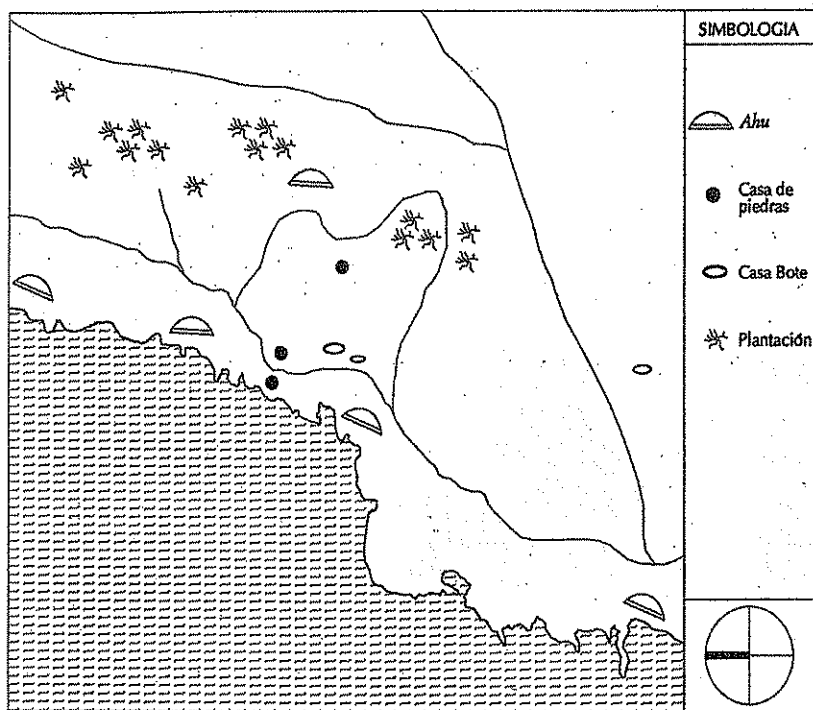 SIMBOLOGIA
Ahu
Casa de
piedras
Casa Bote
Plantación